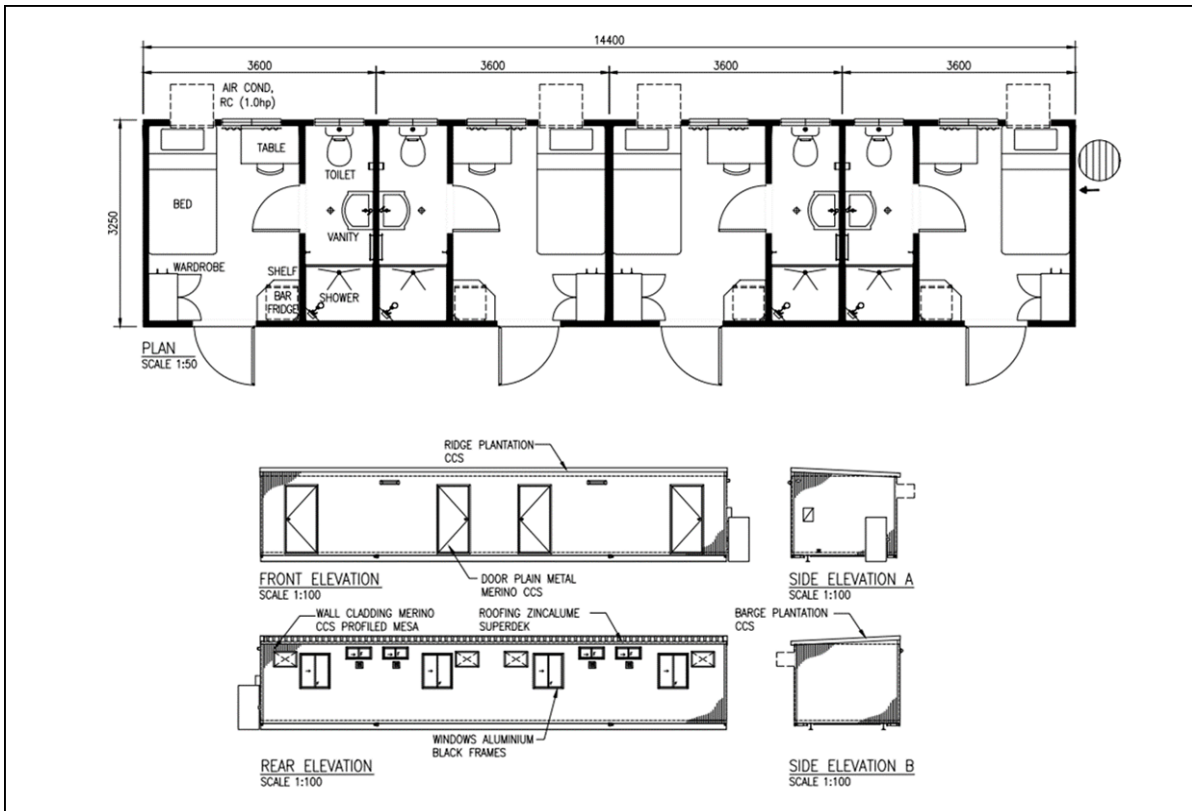 14400
3600
3600
3600
3600
AIR COND,
RC (1.0hp)
TABLE
TOILET
BED
3250
VANITY
WARDROBE
SHELF
BAR
FRIDGE
SHOWER
PLAN
SCALE 1:50
RIDGE PLANTATION
CCS
FRONT ELEVATION
SCALE 1:100
DOOR PLAIN METAL
MERINO CCS
SIDE ELEVATION A
SCALE 1:100
WALL CLADDING MERINO
CCS PROFILED MESA
ROOFING ZINCALUME
SUPERDEK
BARGE PLANTATION
CCS
WINDOWS ALUMINIUM
BLACK FRAMES
REAR ELEVATION
SCALE 1:100
SIDE ELEVATION B
SCALE 1:100